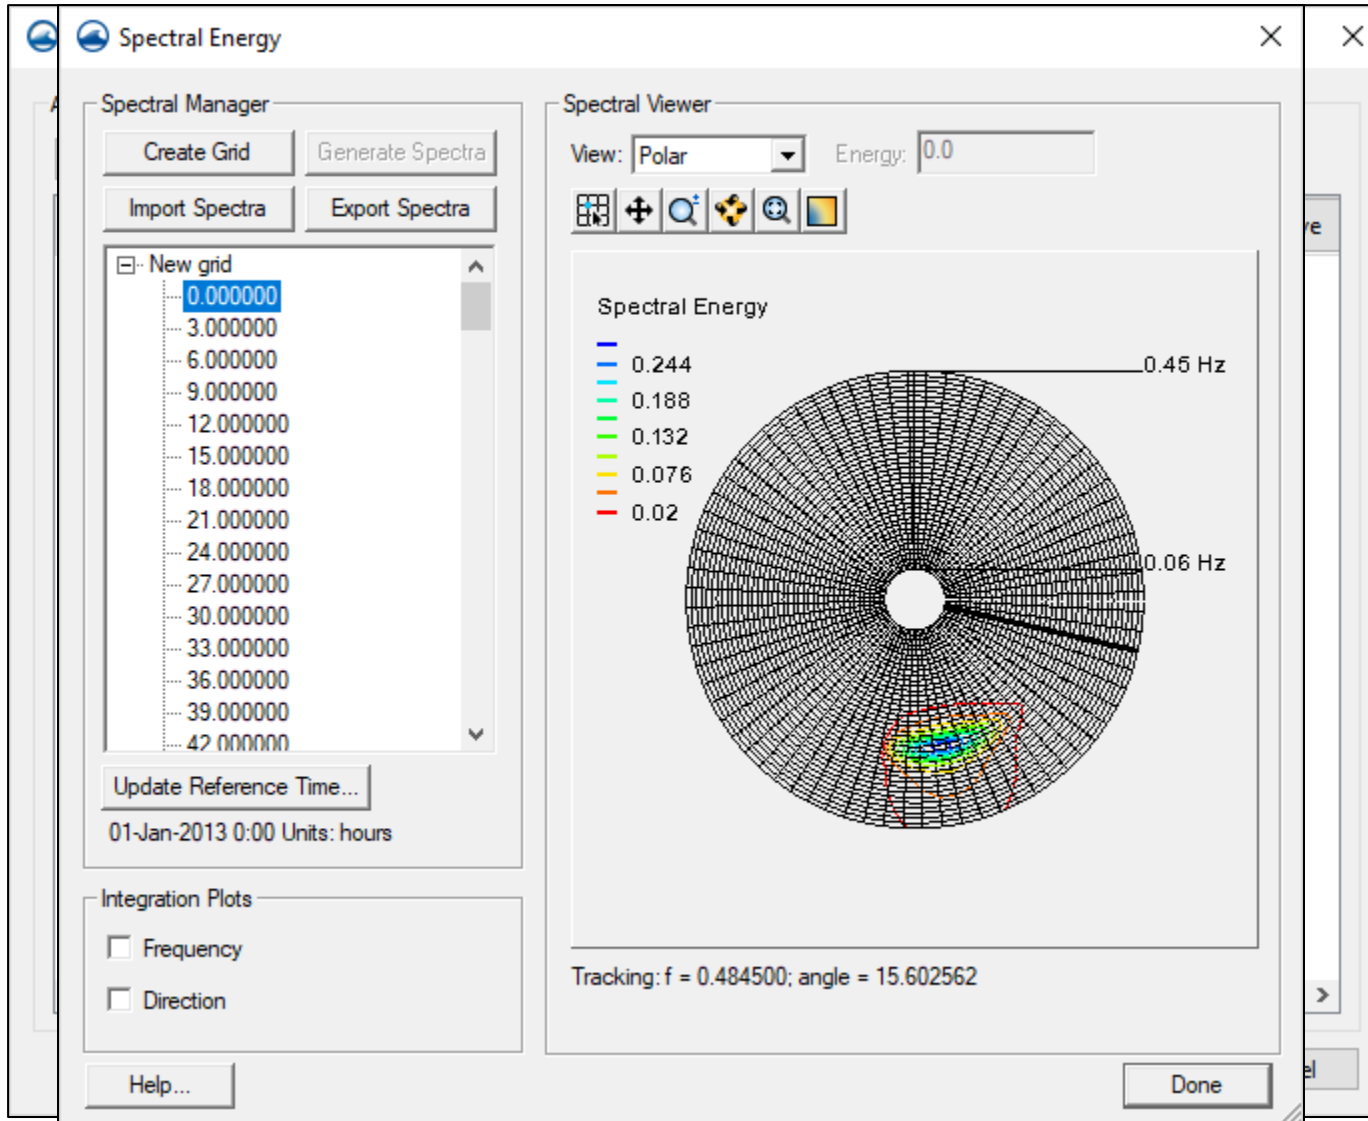 Spectral Energy
Spectral Manager
Create Grid
Generate Spectra
Import Spectra
Export Spectra
New grid
0.000000
3.000000
6.000000
9.000000
12.000000
15.000000
18.000000
21.000000
24.000000
27.000000
30.000000
33.000000
36.000000
39.000000
42.000000
Update Reference Time...
01-Jan-2013 0:00 Units: hours
Integration Plots
Frequency
Direction
Help...
Spectral Viewer
View: Polar
Energy: 0.0
Spectral Energy
0.244
0.188
0.132
0.076
0.02
0.45 Hz
0.06 Hz
Tracking: f = 0.484500; angle = 15.602562
Done